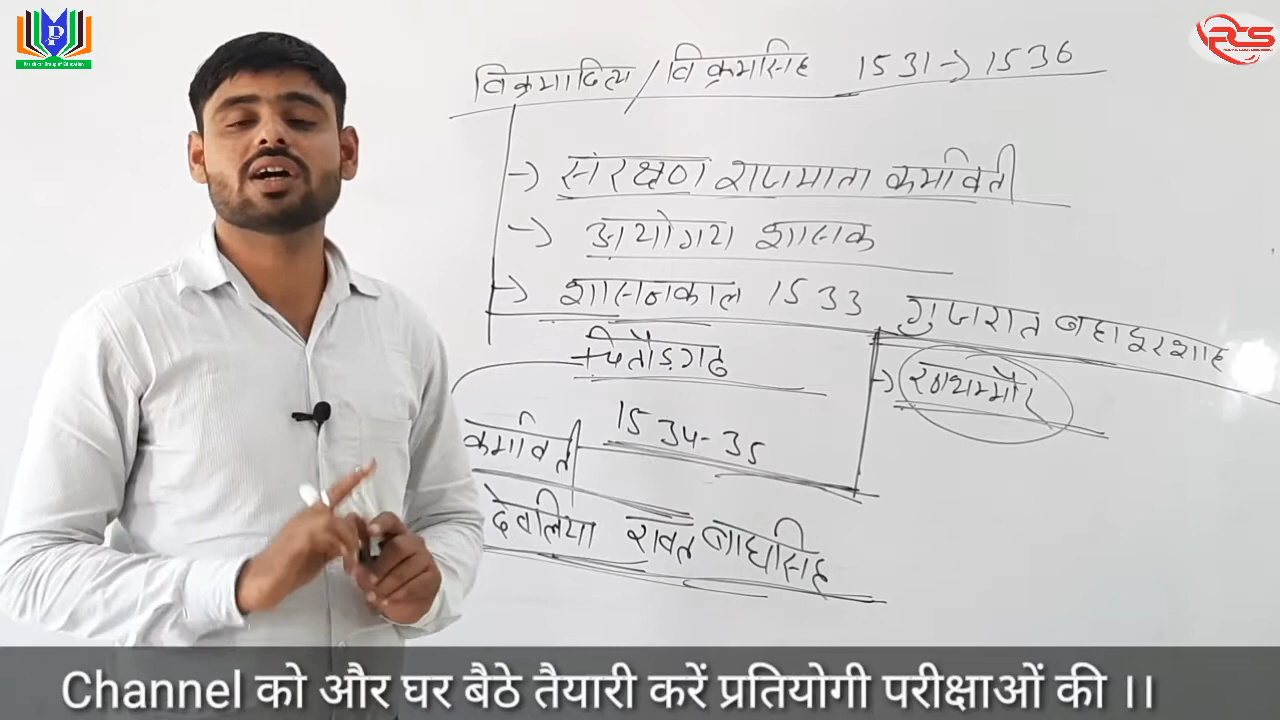 विक्रमादित्य / विक्रमसिंह 1531 → 1536
→ संरक्षण राजमाता कर्मावती
→ अयोग्य शासक
→ शासनकाल 1533 गुजरात बहादुरशाह
चितौड़गढ
→ रणथम्भौर
1534-35
कर्मावती
देवलिया रावत बाघसिंह
Channel को और घर बैठे तैयारी करें प्रतियोगी परीक्षाओं की ।।
RCS